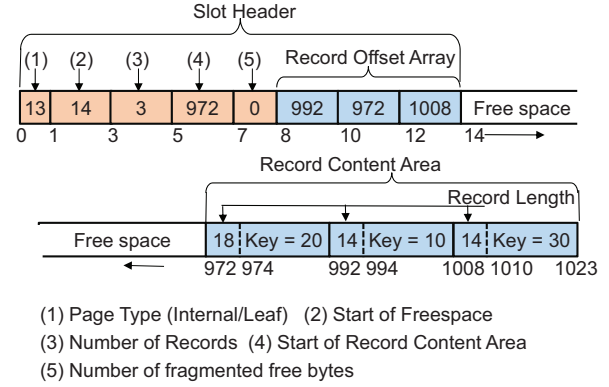 Slot Header
(1) (2) (3) (4) (5) Record Offset Array
13 14 3 972 0 992 972 1008 Free space
0 1 3 5 7 8 10 12 14
Record Content Area
Record Length
Free space 18 Key = 20 14 Key = 10 14 Key = 30
972 974 992 994 1008 1010 1023
(1) Page Type (Internal/Leaf) (2) Start of Freespace
(3) Number of Records (4) Start of Record Content Area
(5) Number of fragmented free bytes